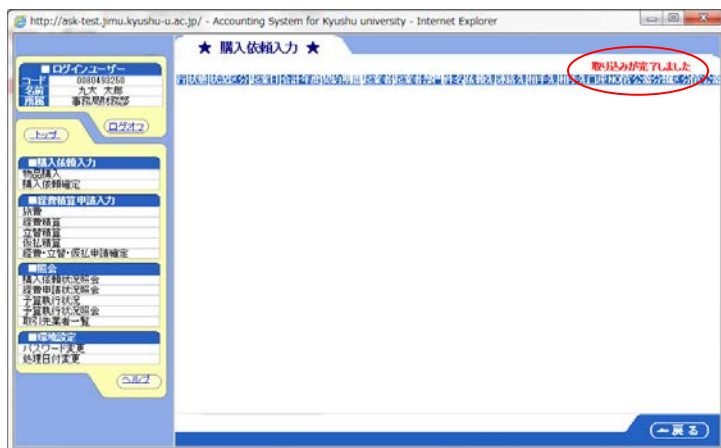 http://ask-test.jimu.kyushu-u.ac.jp/ - Accounting System for Kyushu university - Internet Explorer
★ 購入依頼入力 ★
取り込みが完了しました
■ログインユーザー
コード 0080493250
名前 九大 太郎
所属 事務局財務部
トップ
ログオフ
■購入依頼入力
物品購入
購入依頼確定
■経費精算申請入力
旅費
経費精算
立替精算
仮払精算
経費・立替・仮払申請確定
■照会
購入依頼状況照会
経費申請状況照会
予算執行状況
予算執行状況照会
取引先業者一覧
■環境設定
パスワード変更
処理日付変更
ヘルプ
戻る